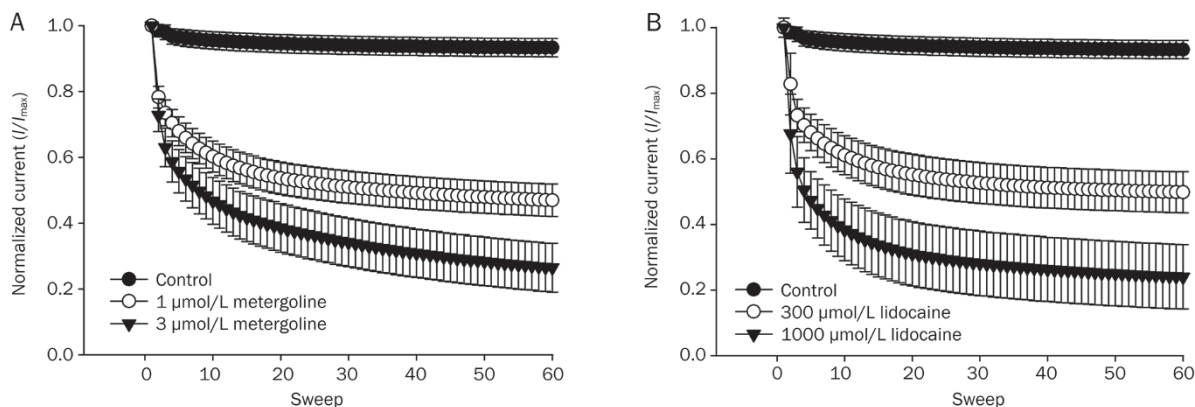 A
Normalized current (I/Imax)
1.0
0.8
0.6
0.4
0.2
0.0
Control
1 μmol/L metergoline
3 μmol/L metergoline
0 10 20 30 40 50 60
Sweep
B
Normalized current (I/Imax)
1.0
0.8
0.6
0.4
0.2
0.0
Control
300 μmol/L lidocaine
1000 μmol/L lidocaine
0 10 20 30 40 50 60
Sweep